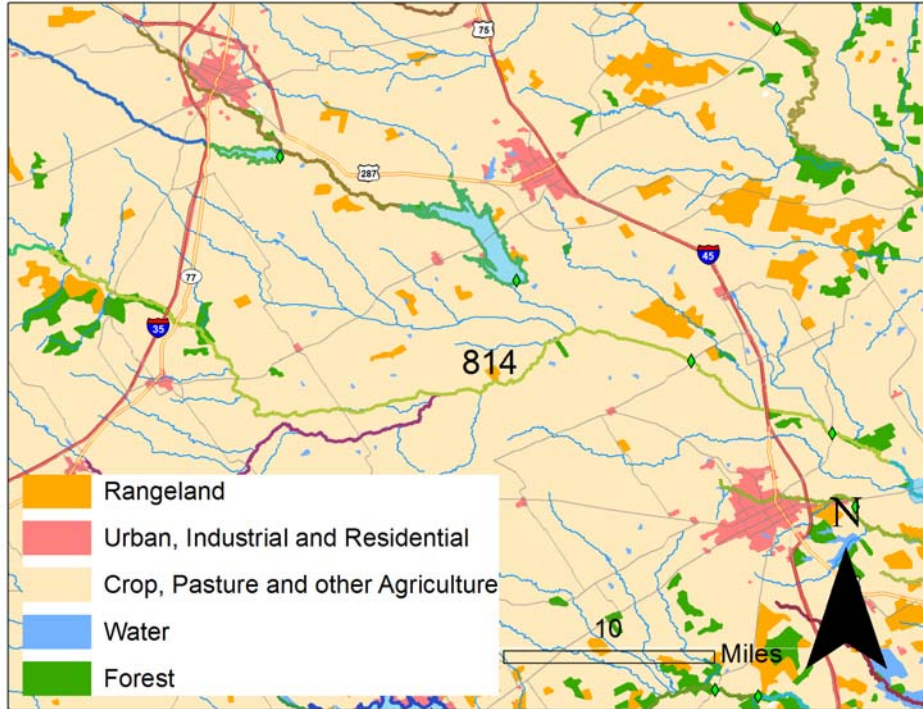 75
287
45
77
35
814
Rangeland
Urban, Industrial and Residential
Crop, Pasture and other Agriculture
Water
Forest
N
10
Miles